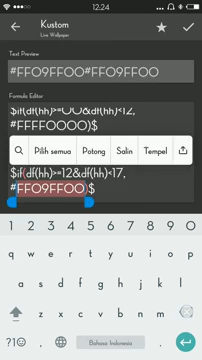 12:24
Kustom
Live Wallpaper
Text Preview
#FF09FF00#FF09FF00
Formula Editor
$if(df(hh)>=00&df(hh)<12,
#FFFF0000)$
Pilih semua Potong Salin Tempel
$if(df(hh)>=12&df(hh)<17,
#FF09FF00)$
1 2 3 4 5 6 7 8 9 0
q w e r t y u i o p
a s d f g h j k l
z x c v b n m
?1☺ , Bahasa Indonesia .